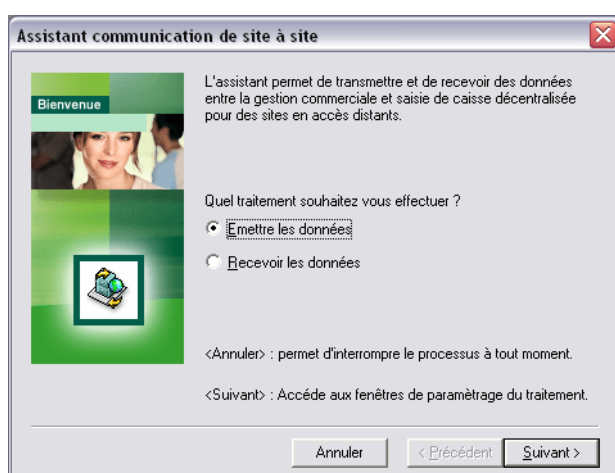 Assistant communication de site à site
Bienvenue
L'assistant permet de transmettre et de recevoir des données
entre la gestion commerciale et saisie de caisse décentralisée
pour des sites en accès distants.
Quel traitement souhaitez vous effectuer ?
Emettre les données
Recevoir les données
<Annuler> : permet d'interrompre le processus à tout moment.
<Suivant> : Accéde aux fenêtres de paramètrage du traitement.
Annuler
< Précédent
Suivant >